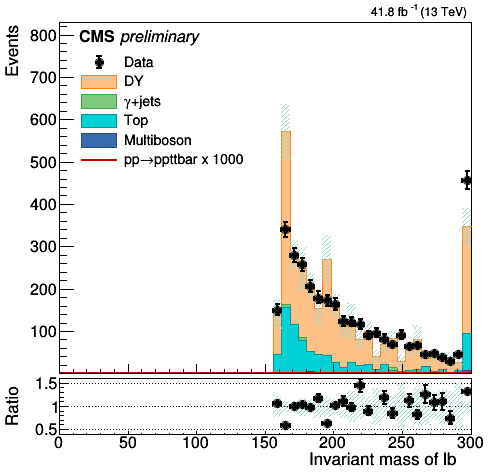 41.8 fb⁻¹ (13 TeV)
CMS preliminary
Data
DY
γ+jets
Top
Multiboson
pp→ppttbar x 1000
Events
800
700
600
500
400
300
200
100
Ratio
1.5
1
0.5
0 50 100 150 200 250 300
Invariant mass of lb